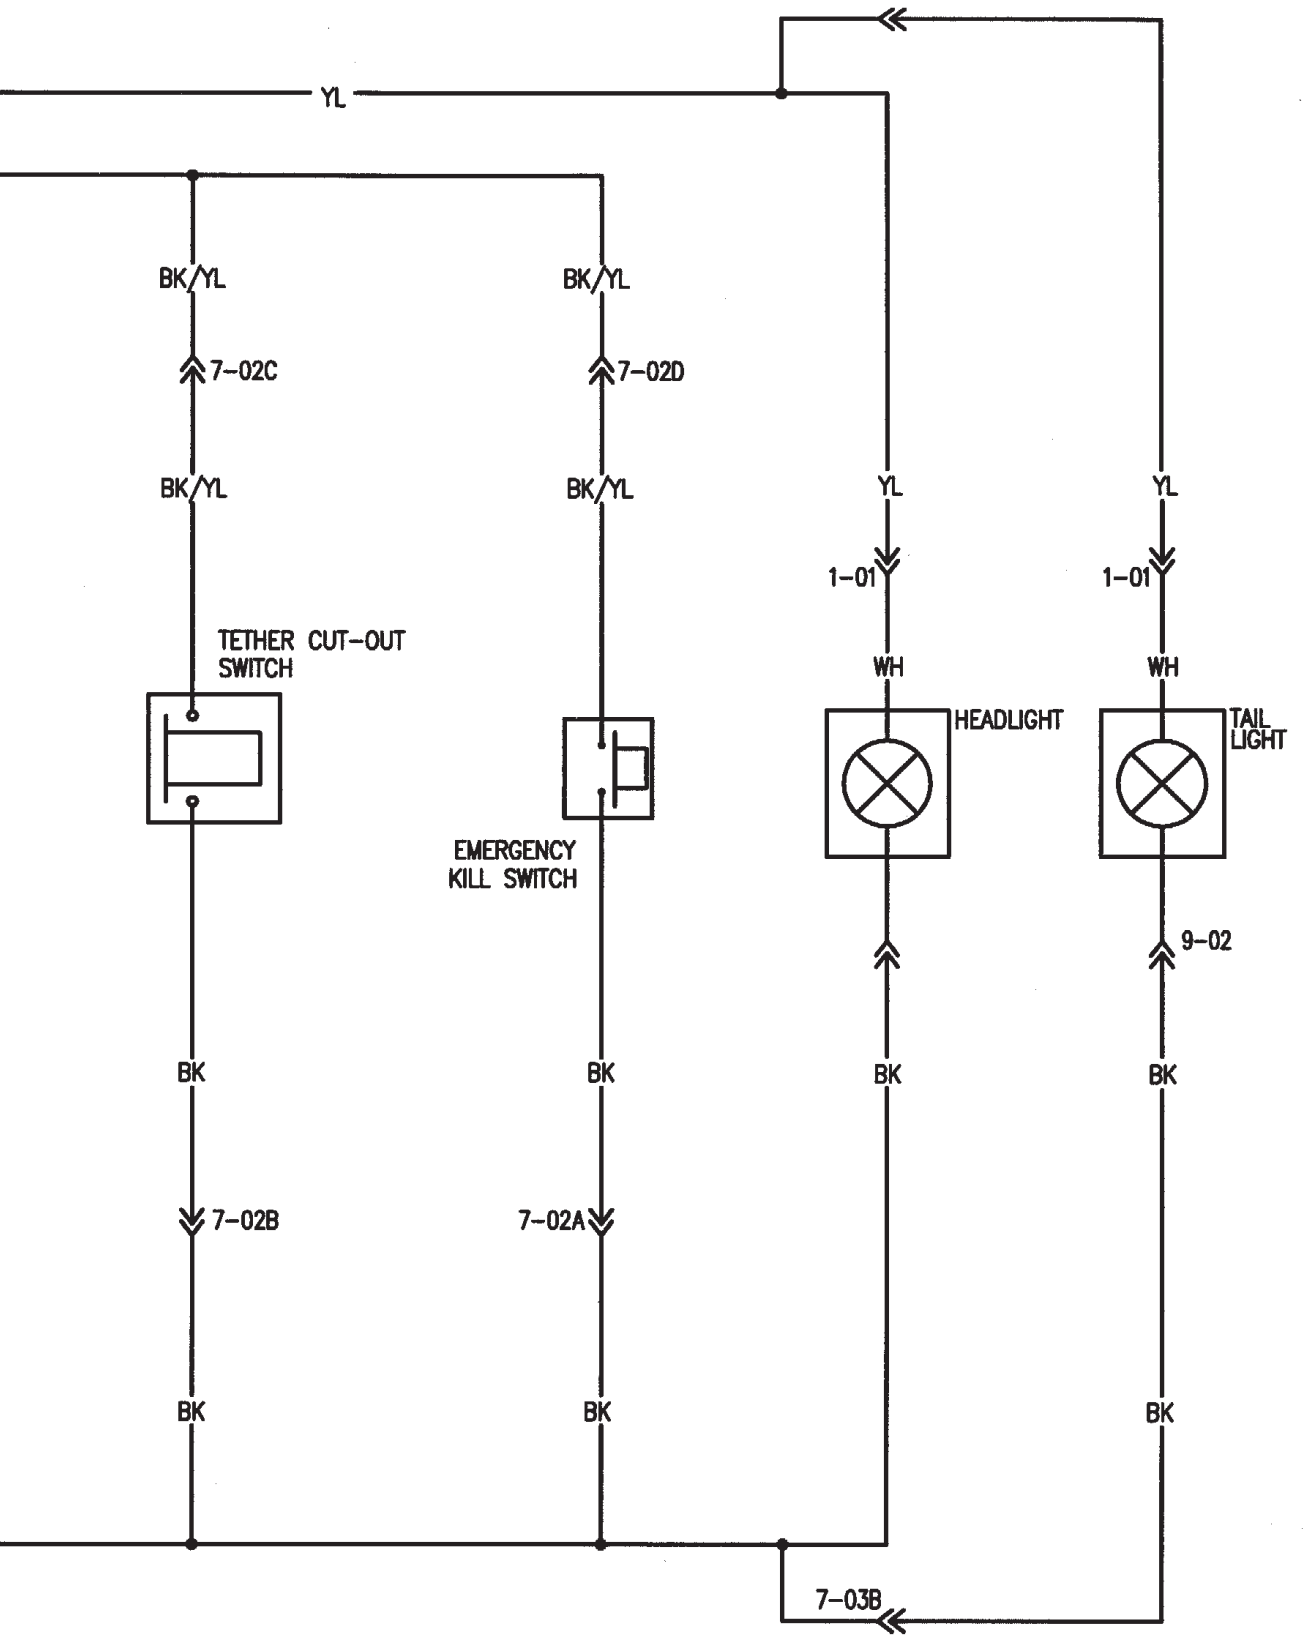 YL
BK/YL
BK/YL
7-02C
7-02D
BK/YL
BK/YL
YL
YL
1-01
1-01
TETHER CUT-OUT
SWITCH
WH
WH
HEADLIGHT
TAIL
LIGHT
EMERGENCY
KILL SWITCH
9-02
BK
BK
BK
BK
7-02B
7-02A
BK
BK
BK
7-03B